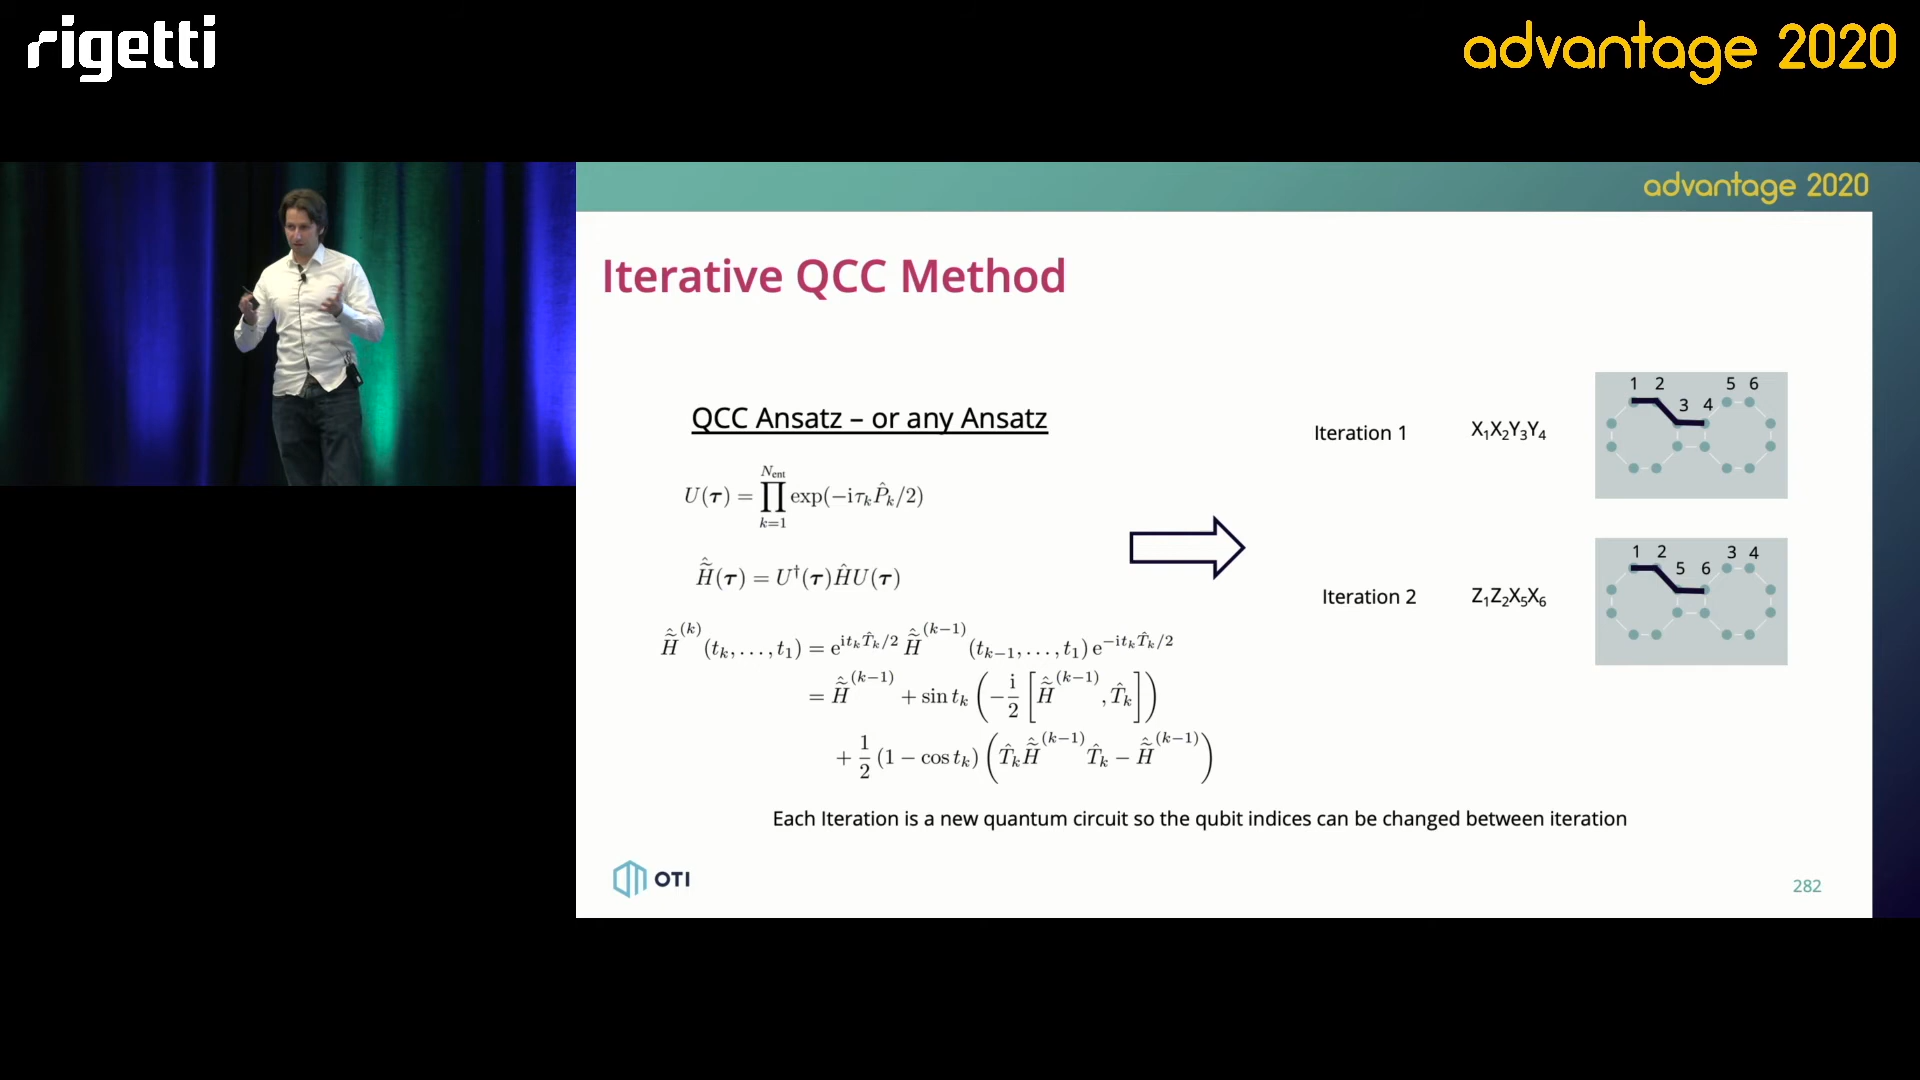 rigetti
advantage 2020
advantage 2020
Iterative QCC Method
QCC Ansatz – or any Ansatz
U(τ) = ∏_{k=1}^{N_ent} exp(−iτ_k P̂_k/2)
Ĥ̃(τ) = U†(τ)ĤU(τ)
Ĥ̃^(k) (t_k, . . . , t_1) = e^{it_k T̂_k/2} Ĥ̃^(k−1) (t_{k−1}, . . . , t_1) e^{−it_k T̂_k/2}
= Ĥ̃^(k−1) + sin t_k (−i/2 [Ĥ̃^(k−1), T̂_k])
+ 1/2 (1 − cos t_k) (T̂_k Ĥ̃^(k−1) T̂_k − Ĥ̃^(k−1))
Iteration 1 X₁X₂Y₃Y₄
1 2 5 6
3 4
Iteration 2 Z₁Z₂X₅X₆
1 2 3 4
5 6
Each Iteration is a new quantum circuit so the qubit indices can be changed between iteration
OTI
282